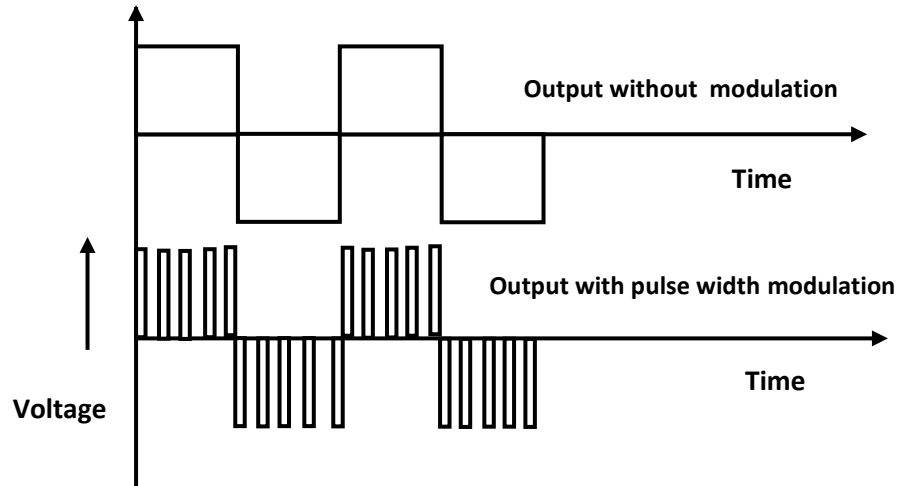 Output without  modulation
Time
Output with pulse width modulation
Time
Voltage